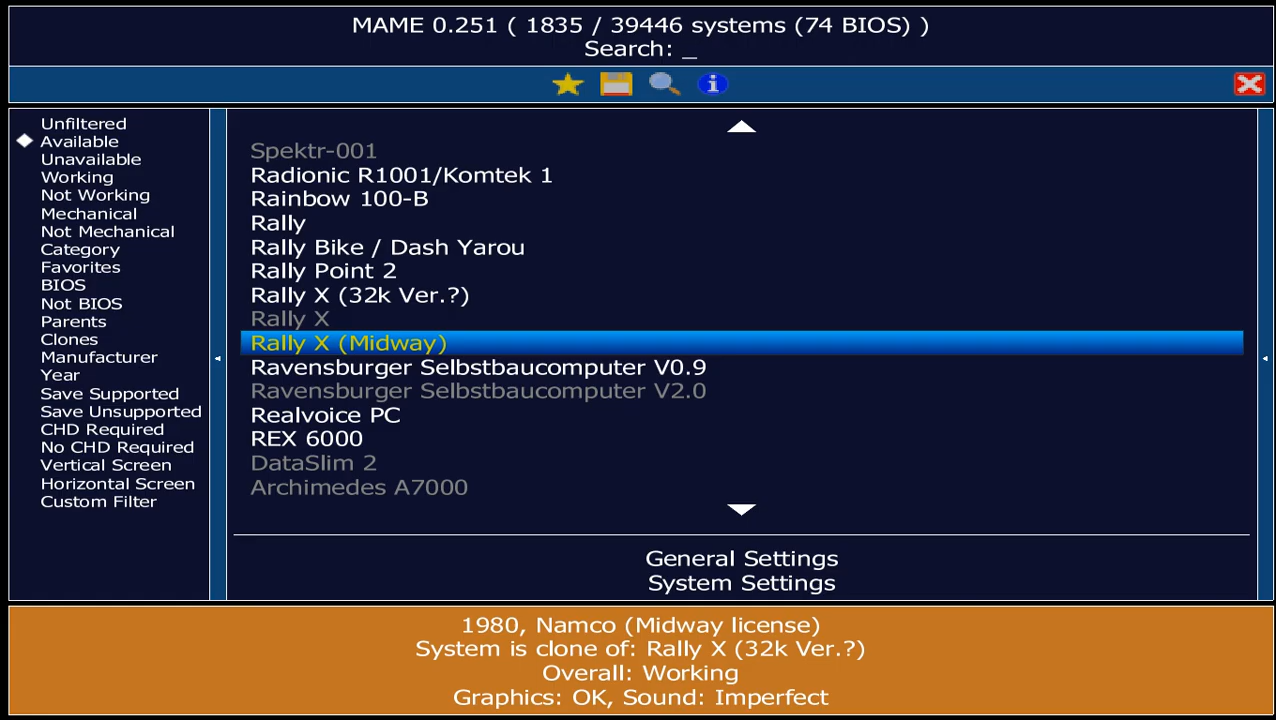 MAME 0.251 ( 1835 / 39446 systems (74 BIOS) )
Search: _
Unfiltered
Available
Unavailable
Working
Not Working
Mechanical
Not Mechanical
Category
Favorites
BIOS
Not BIOS
Parents
Clones
Manufacturer
Year
Save Supported
Save Unsupported
CHD Required
No CHD Required
Vertical Screen
Horizontal Screen
Custom Filter
Spektr-001
Radionic R1001/Komtek 1
Rainbow 100-B
Rally
Rally Bike / Dash Yarou
Rally Point 2
Rally X (32k Ver.?)
Rally X
Rally X (Midway)
Ravensburger Selbstbaucomputer V0.9
Ravensburger Selbstbaucomputer V2.0
Realvoice PC
REX 6000
DataSlim 2
Archimedes A7000
General Settings
System Settings
1980, Namco (Midway license)
System is clone of: Rally X (32k Ver.?)
Overall: Working
Graphics: OK, Sound: Imperfect